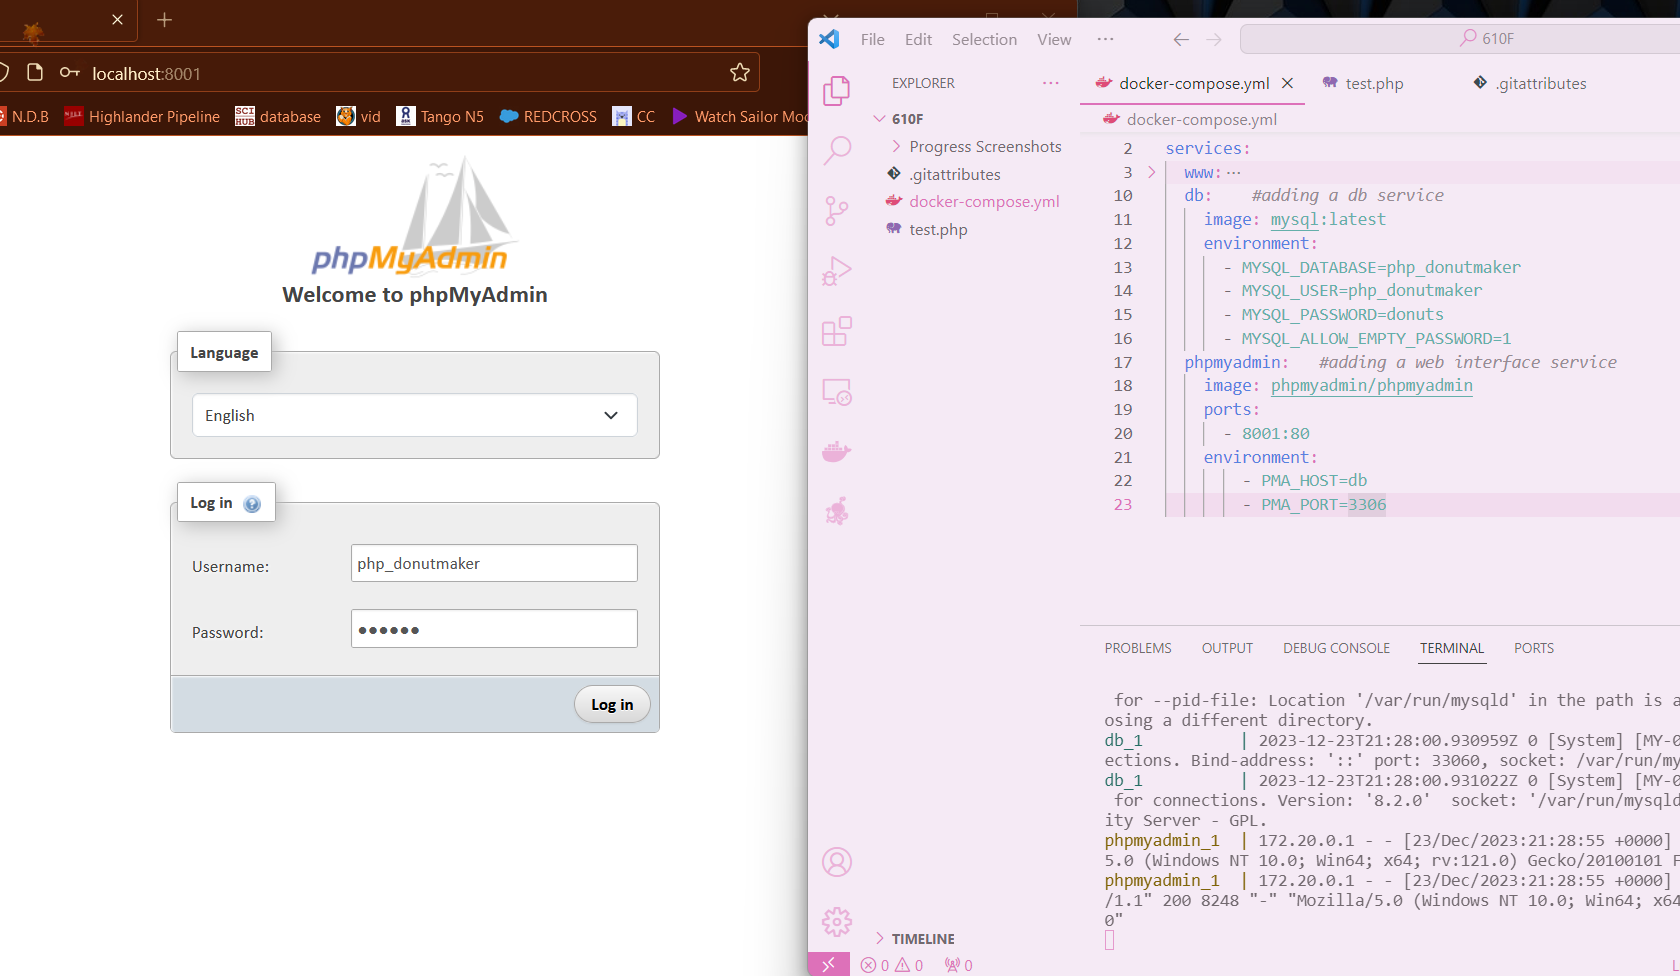 localhost:8001
N.D.B
Highlander Pipeline
SCI HUB
database
vid
Tango N5
REDCROSS
CC
Watch Sailor Moo
phpMyAdmin
Welcome to phpMyAdmin
Language
English
Log in
Username:
php_donutmaker
Password:
••••••
Log in
File Edit Selection View ···
610F
EXPLORER ···
610F
Progress Screenshots
.gitattributes
docker-compose.yml
test.php
TIMELINE
docker-compose.yml
test.php
.gitattributes
docker-compose.yml
2 services:
3 www:···
10 db: #adding a db service
11 image: mysql:latest
12 environment:
13 - MYSQL_DATABASE=php_donutmaker
14 - MYSQL_USER=php_donutmaker
15 - MYSQL_PASSWORD=donuts
16 - MYSQL_ALLOW_EMPTY_PASSWORD=1
17 phpmyadmin: #adding a web interface service
18 image: phpmyadmin/phpmyadmin
19 ports:
20 - 8001:80
21 environment:
22 - PMA_HOST=db
23 - PMA_PORT=3306
PROBLEMS OUTPUT DEBUG CONSOLE TERMINAL PORTS
for --pid-file: Location '/var/run/mysqld' in the path is a
osing a different directory.
db_1 | 2023-12-23T21:28:00.930959Z 0 [System] [MY-0
ections. Bind-address: '::' port: 33060, socket: /var/run/my
db_1 | 2023-12-23T21:28:00.931022Z 0 [System] [MY-0
for connections. Version: '8.2.0' socket: '/var/run/mysqld
ity Server - GPL.
phpmyadmin_1 | 172.20.0.1 - - [23/Dec/2023:21:28:55 +0000]
5.0 (Windows NT 10.0; Win64; x64; rv:121.0) Gecko/20100101 F
phpmyadmin_1 | 172.20.0.1 - - [23/Dec/2023:21:28:55 +0000]
/1.1" 200 8248 "-" "Mozilla/5.0 (Windows NT 10.0; Win64; x64
0"
0 0 0